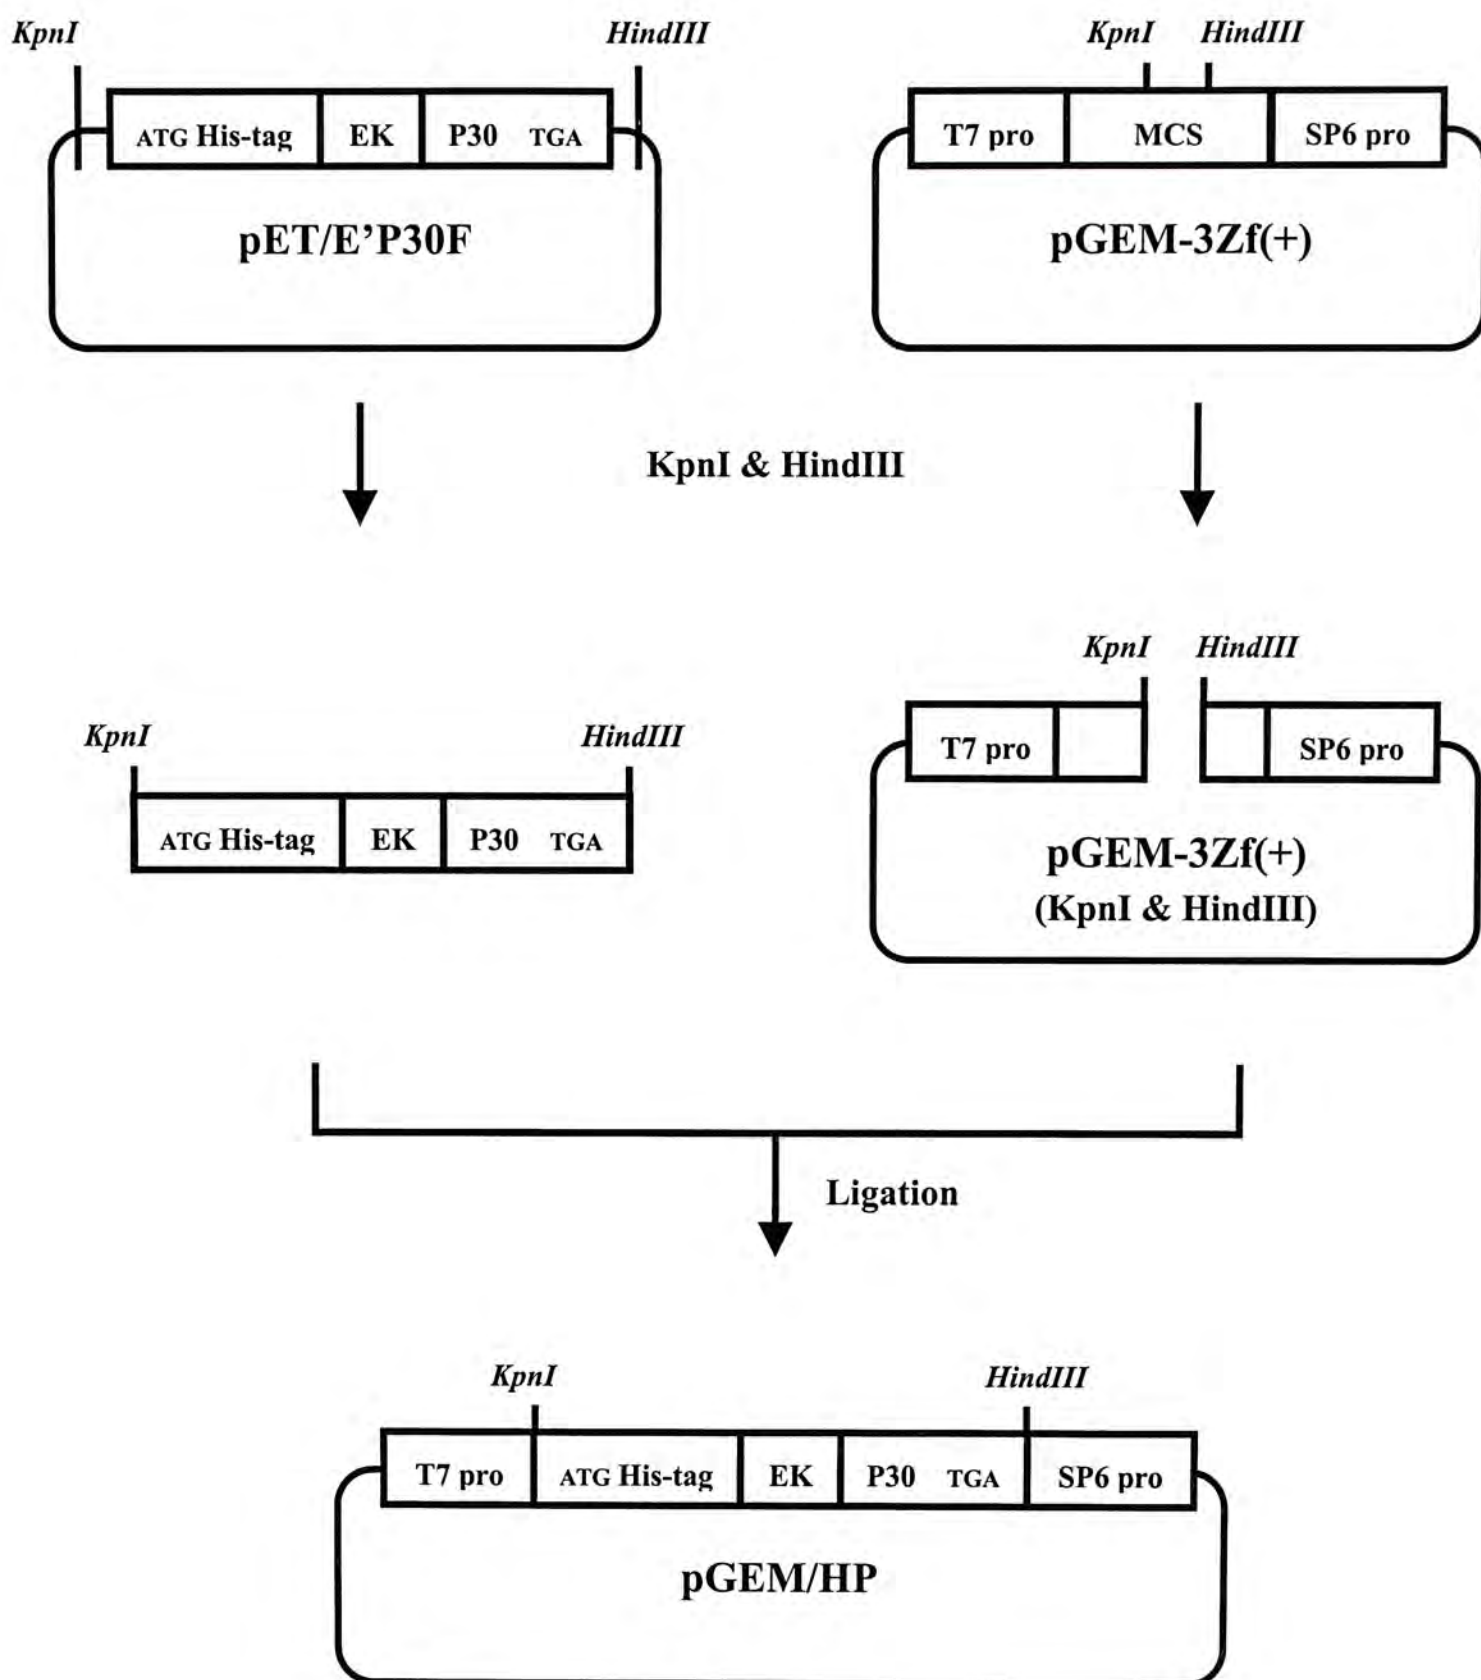 KpnI HindIII KpnI HindIII
ATG His-tag EK P30 TGA T7 pro MCS SP6 pro
pET/E’P30F pGEM-3Zf(+)
KpnI & HindIII
KpnI HindIII
T7 pro SP6 pro
KpnI HindIII
ATG His-tag EK P30 TGA
pGEM-3Zf(+)
(KpnI & HindIII)
Ligation
KpnI HindIII
T7 pro ATG His-tag EK P30 TGA SP6 pro
pGEM/HP